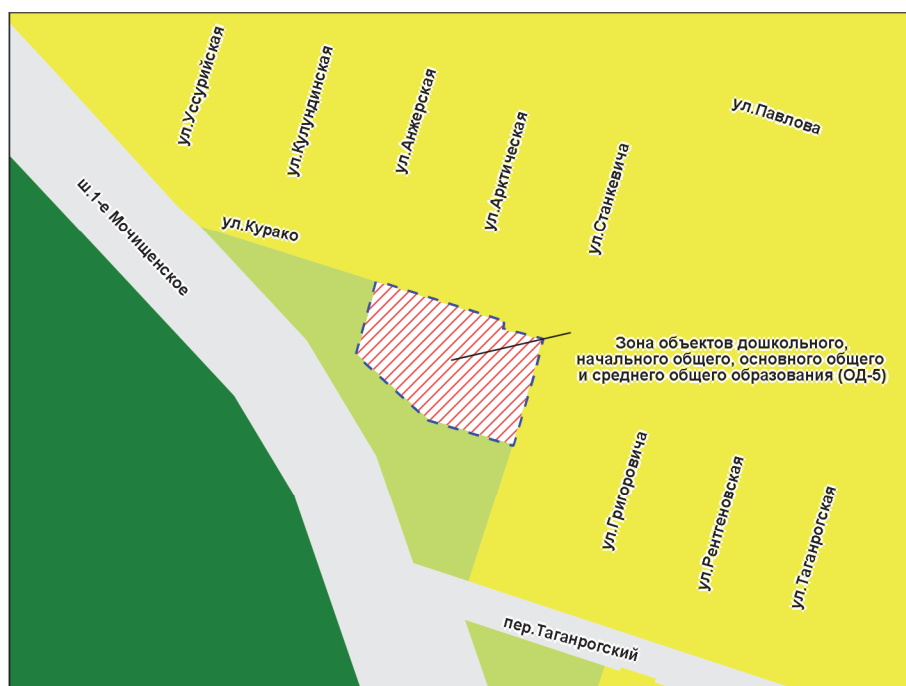 ул.Уссурийская
ул.Кулундинская
ул.Анжерская
ул.Арктическая
ул.Станкевича
ул.Павлова
ш.1-е Мочищенское
ул.Курако
Зона объектов дошкольного,
начального общего, основного общего
и среднего общего образования (ОД-5)
ул.Григоровича
ул.Рентгеновская
ул.Таганрогская
пер.Таганрогский